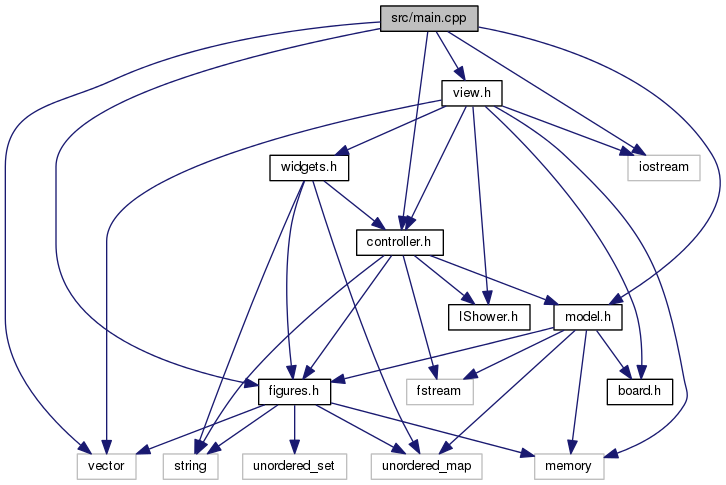 src/main.cpp
view.h
widgets.h
iostream
controller.h
IShower.h
model.h
figures.h
fstream
board.h
vector
string
unordered_set
unordered_map
memory